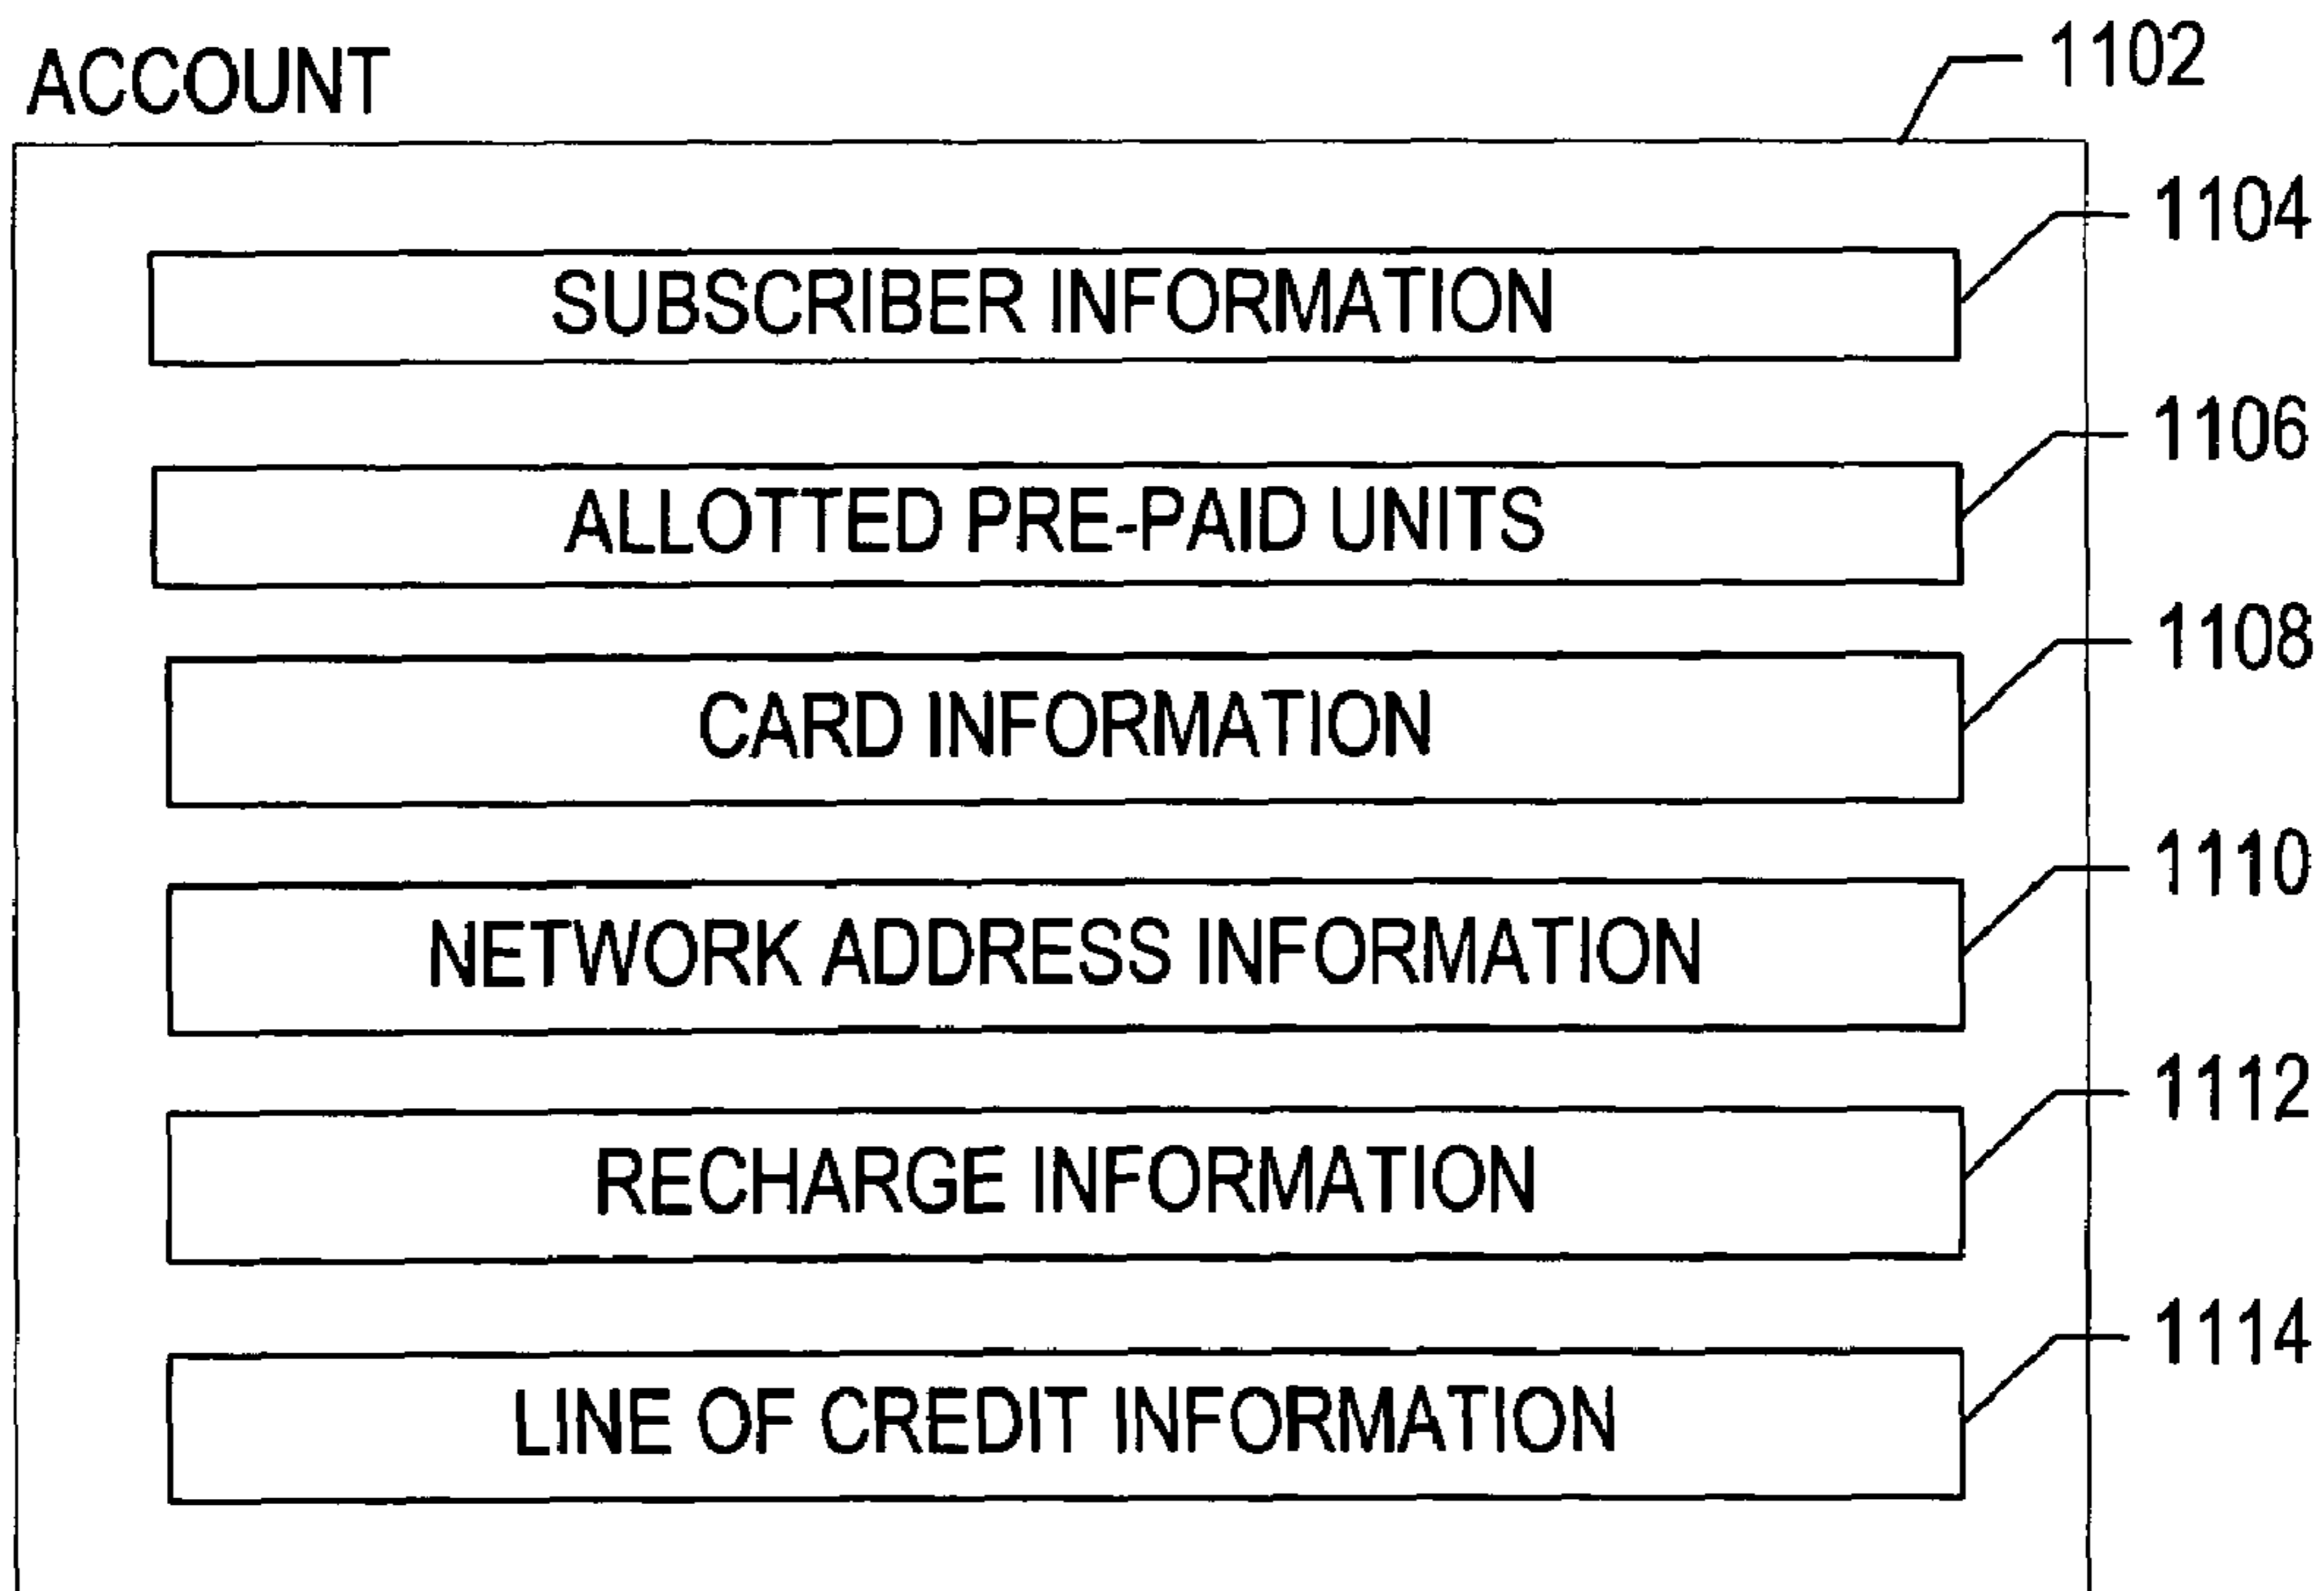 ACCOUNT
1102
1104
SUBSCRIBER INFORMATION
1106
ALLOTTED PRE-PAID UNITS
1108
CARD INFORMATION
1110
NETWORK ADDRESS INFORMATION
1112
RECHARGE INFORMATION
1114
LINE OF CREDIT INFORMATION